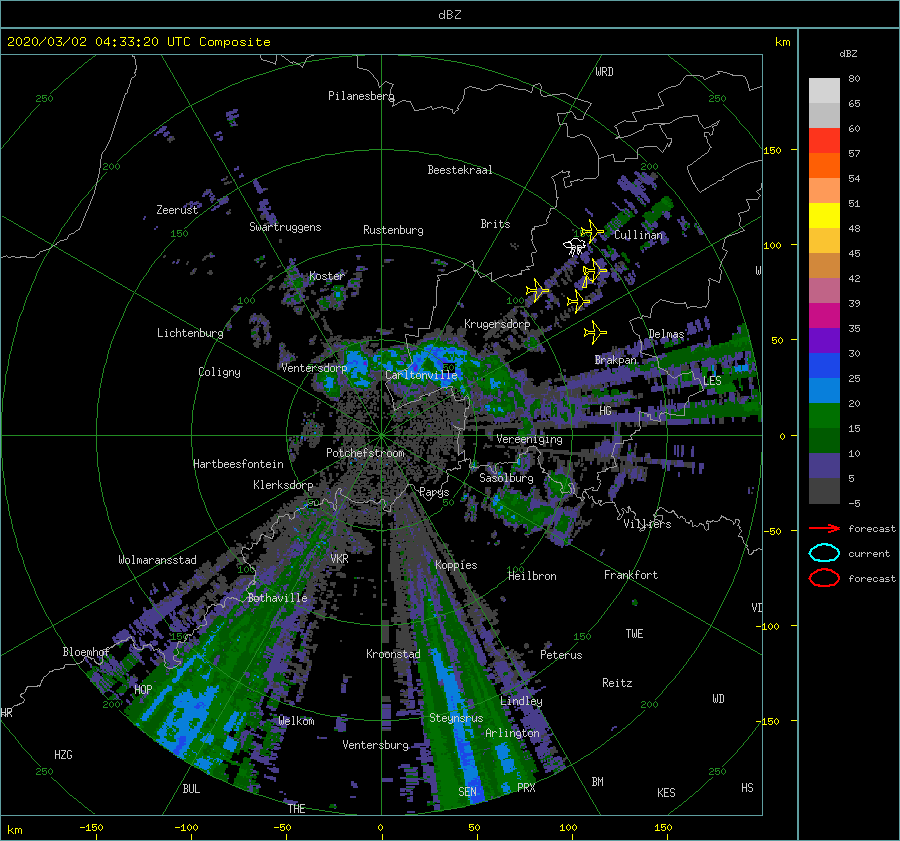 dBZ
2020/03/02 04:33:20 UTC Composite
km
dBZ
WRD
80
250
Pilanesberg
250
65
60
150
57
200
Beestekraal
200
54
Zeerust
51
150
Swartruggens
Rustenburg
Brits
Cullinan
48
100
45
Koster
W
42
100
100
39
Lichtenburg
Krugersdorp
Delmas
35
50
Coligny
Ventersdorp
Carltonville
Brakpan
30
LES
25
HG
20
Vereeniging
0
15
Potchefstroom
10
Hartbeesfontein
Klerksdorp
Parys
Sasolburg
5
50
50
-5
Villiers
forecast
-50
current
Wolmaransstad
VKR
Koppies
100
Heilbron
Frankfort
forecast
Bothaville
VD
-100
150
150
TWE
Bloemhof
Kroonstad
Peterus
HOP
Reitz
WD
200
Lindley
200
HR
Welkom
Steynsrus
-150
Arlington
HZG
Ventersburg
250
250
BUL
SEN
PRX
BM
KES
HS
THE
km
-150
-100
-50
0
50
100
150